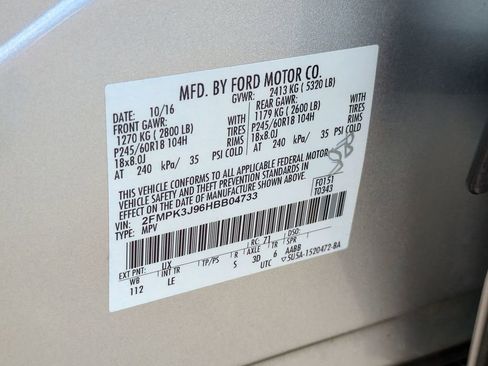 MFD. BY FORD MOTOR CO.
DATE: 10/16 GVWR: 2413 KG ( 5320 LB)
FRONT GAWR: REAR GAWR:
1270 KG ( 2800 LB) WITH 1179 KG ( 2600 LB) WITH
P245/60R18 104H TIRES P245/60R18 104H TIRES
18x8.0J RIMS 18x8.0J RIMS
AT 240 kPa/ 35 PSI COLD AT 240 kPa/ 35 PSI COLD
THIS VEHICLE CONFORMS TO ALL APPLICABLE FEDERAL MOTOR
VEHICLE SAFETY AND THEFT PREVENTION STANDARDS IN
EFFECT ON THE DATE OF MANUFACTURE SHOWN ABOVE.
VIN: 2FMPK3J96HBB04733 F0151
TYPE: MPV T0343
EXT PNT: UX RC: 71 DSO:
WB INT TR TP/PS R AXLE TR SPR
112 LE 5 3D 6 AABB
UTC ▽5U5A-1520472-BA